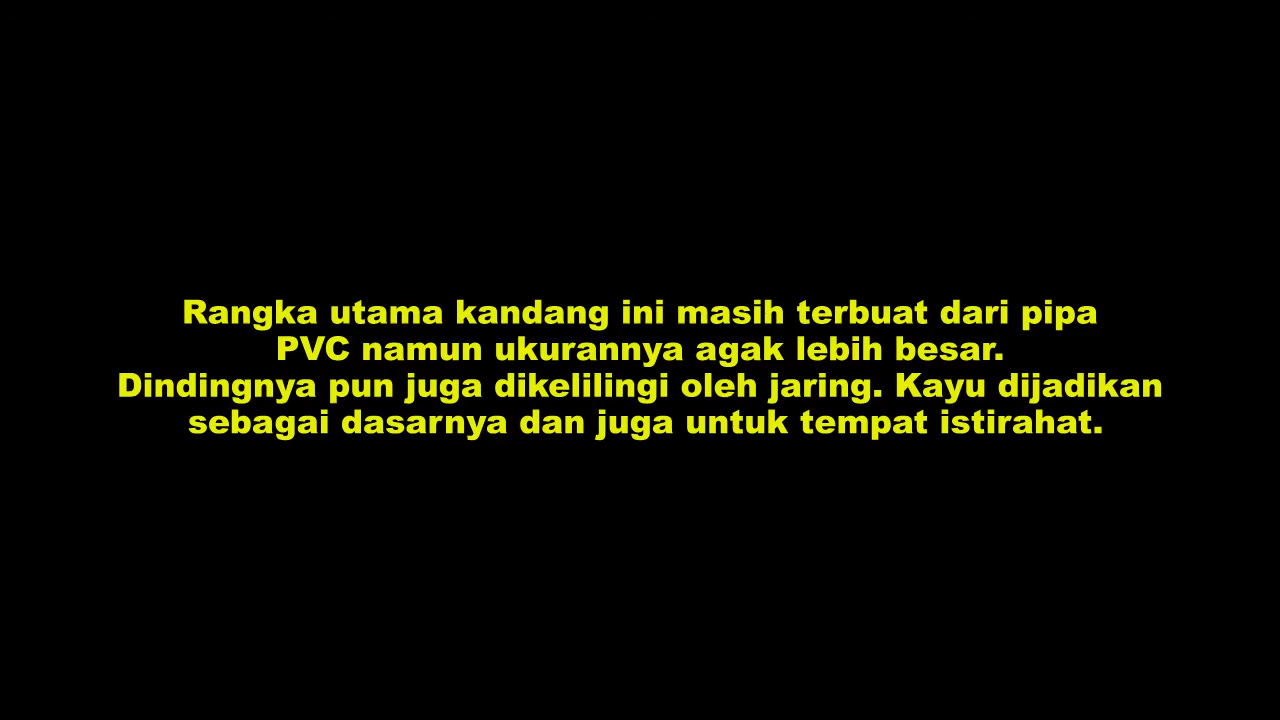 Rangka utama kandang ini masih terbuat dari pipa
PVC namun ukurannya agak lebih besar.
Dindingnya pun juga dikelilingi oleh jaring. Kayu dijadikan
sebagai dasarnya dan juga untuk tempat istirahat.